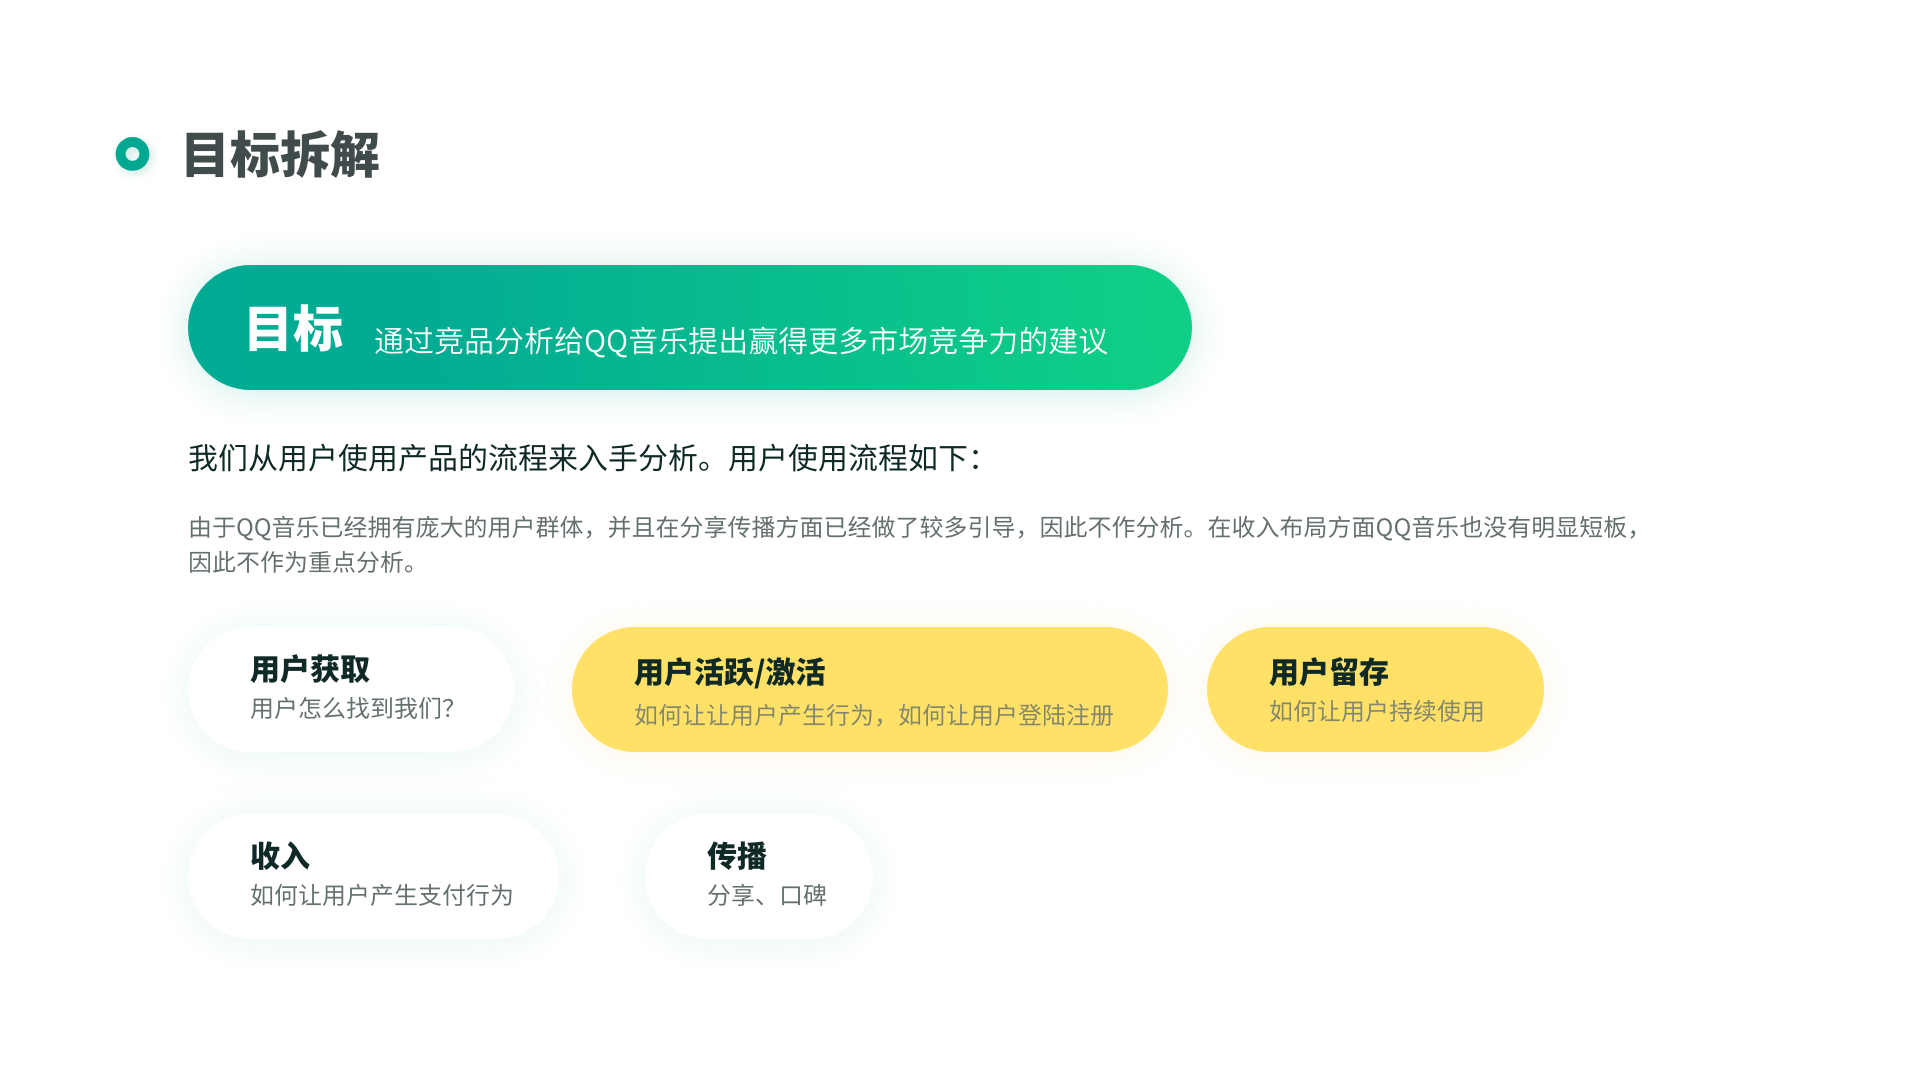 目标拆解
目标 通过竞品分析给QQ音乐提出赢得更多市场竞争力的建议
我们从用户使用产品的流程来入手分析。用户使用流程如下：
由于QQ音乐已经拥有庞大的用户群体，并且在分享传播方面已经做了较多引导，因此不作分析。在收入布局方面QQ音乐也没有明显短板，
因此不作为重点分析。
用户获取
用户怎么找到我们？
用户活跃/激活
如何让让用户产生行为，如何让用户登陆注册
用户留存
如何让用户持续使用
收入
如何让用户产生支付行为
传播
分享、口碑